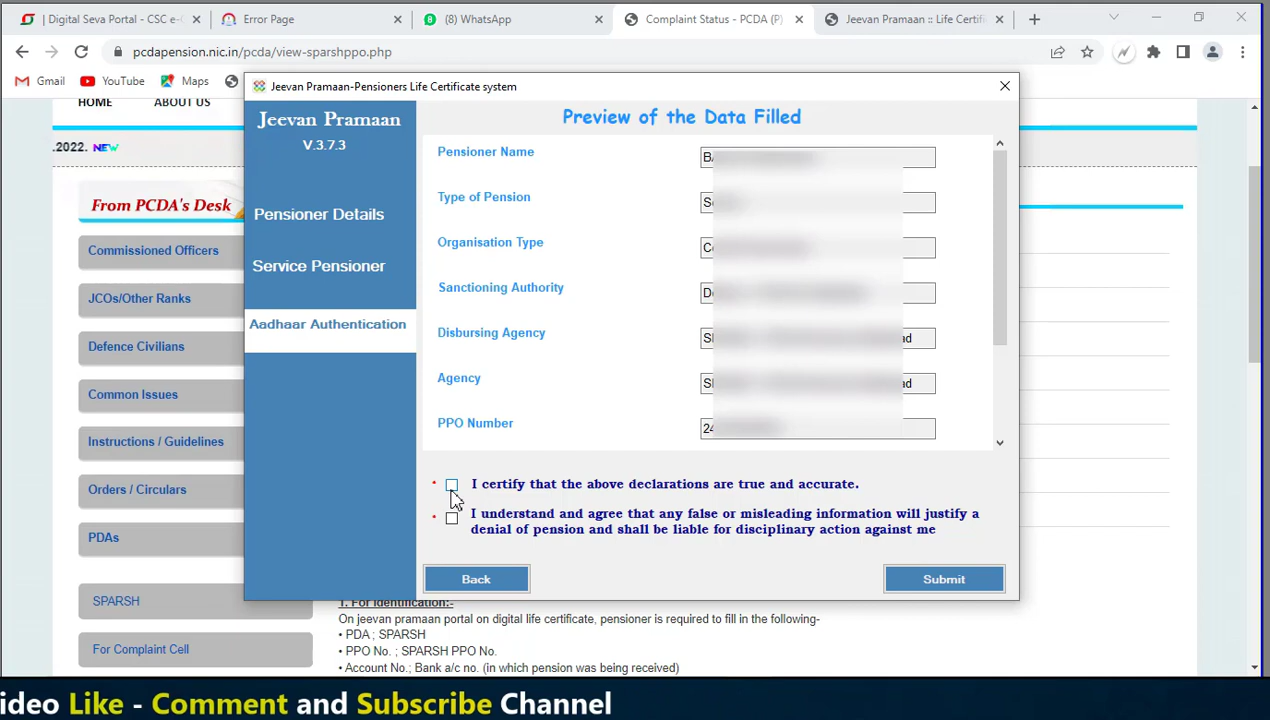 Digital Seva Portal - CSC e-G
Error Page
(8) WhatsApp
Complaint Status - PCDA (P)
Jeevan Pramaan :: Life Certifi
pcdapension.nic.in/pcda/view-sparshppo.php
Gmail
YouTube
Maps
HOME
ABOUT US
.2022. NEW
From PCDA's Desk
Commissioned Officers
JCOs/Other Ranks
Defence Civilians
Common Issues
Instructions / Guidelines
Orders / Circulars
PDAs
SPARSH
For Complaint Cell
Jeevan Pramaan-Pensioners Life Certificate system
Jeevan Pramaan
V.3.7.3
Pensioner Details
Service Pensioner
Aadhaar Authentication
Preview of the Data Filled
Pensioner Name
Type of Pension
Organisation Type
Sanctioning Authority
Disbursing Agency
Agency
PPO Number
24
* I certify that the above declarations are true and accurate.
* I understand and agree that any false or misleading information will justify a
denial of pension and shall be liable for disciplinary action against me
Back
Submit
1. For Identification:-
On jeevan pramaan portal on digital life certificate, pensioner is required to fill in the following-
• PDA ; SPARSH
• PPO No. ; SPARSH PPO No.
• Account No.; Bank a/c no. (in which pension was being received)
ideo Like - Comment and Subscribe Channel